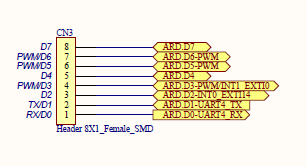 CN3
D7 8 ARD.D7
PWM/D6 7 ARD.D6-PWM
PWM/D5 6 ARD.D5-PWM
D4 5 ARD.D4
PWM/D3 4 ARD.D3-PWM/INT1_EXTI0
D2 3 ARD.D2-INT0_EXTI14
TX/D1 2 ARD.D1-UART4_TX
RX/D0 1 ARD.D0-UART4_RX
Header 8X1_Female_SMD